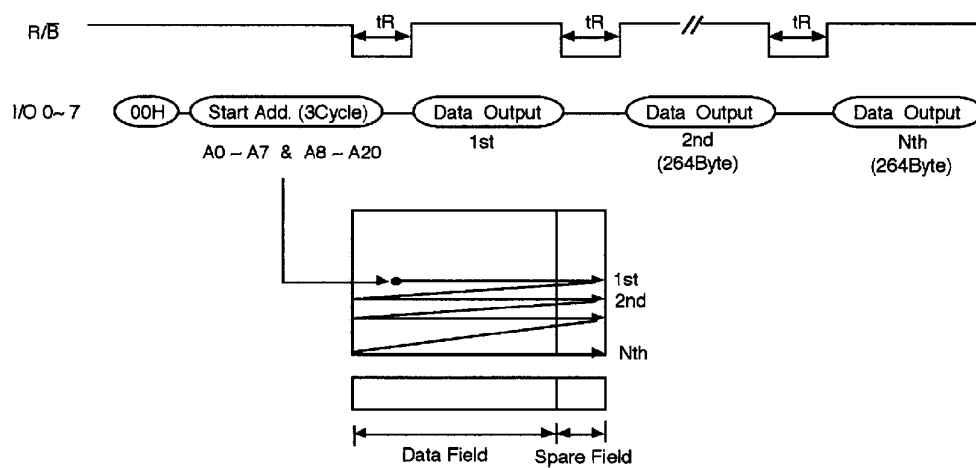 R/B̅
tR
tR
tR
I/O 0~ 7
00H
Start Add. (3Cycle)
Data Output
Data Output
Data Output
A0 ~ A7 & A8 ~ A20
1st
2nd
(264Byte)
Nth
(264Byte)
1st
2nd
Nth
Data Field
Spare Field